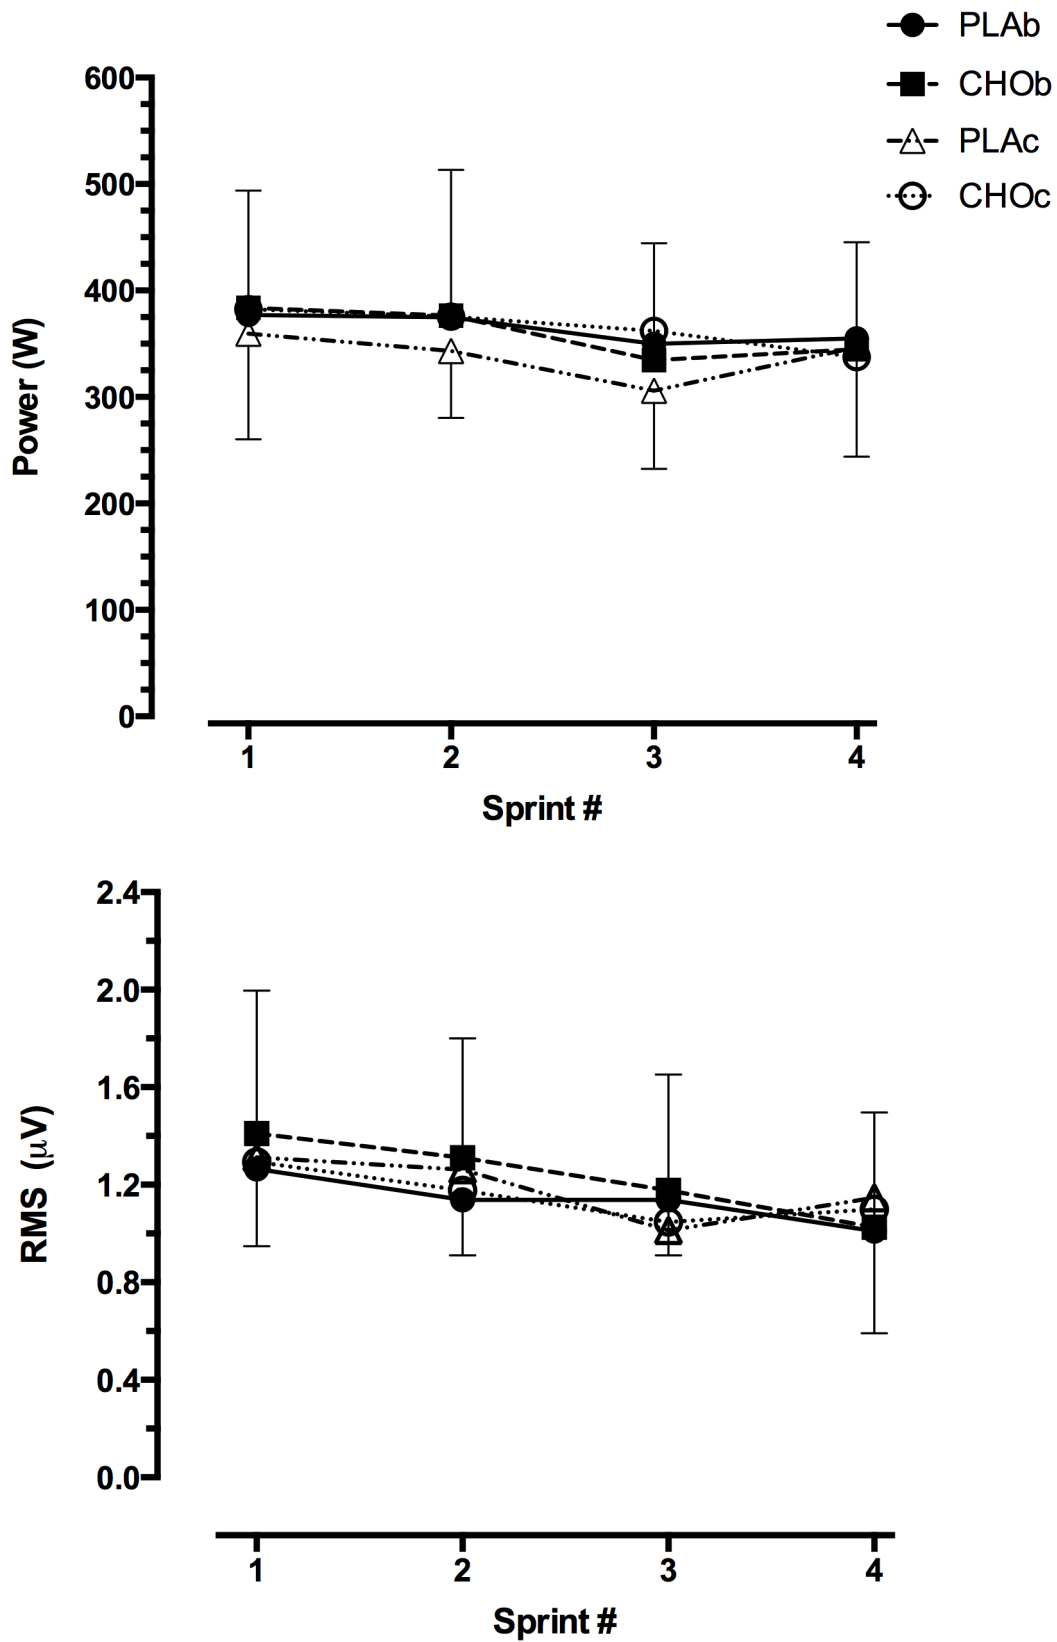 PLAb
CHOb
PLAc
CHOc
600
500
400
300
200
100
0
Power (W)
1 2 3 4
Sprint #
2.4
2.0
1.6
1.2
0.8
0.4
0.0
RMS (μV)
1 2 3 4
Sprint #